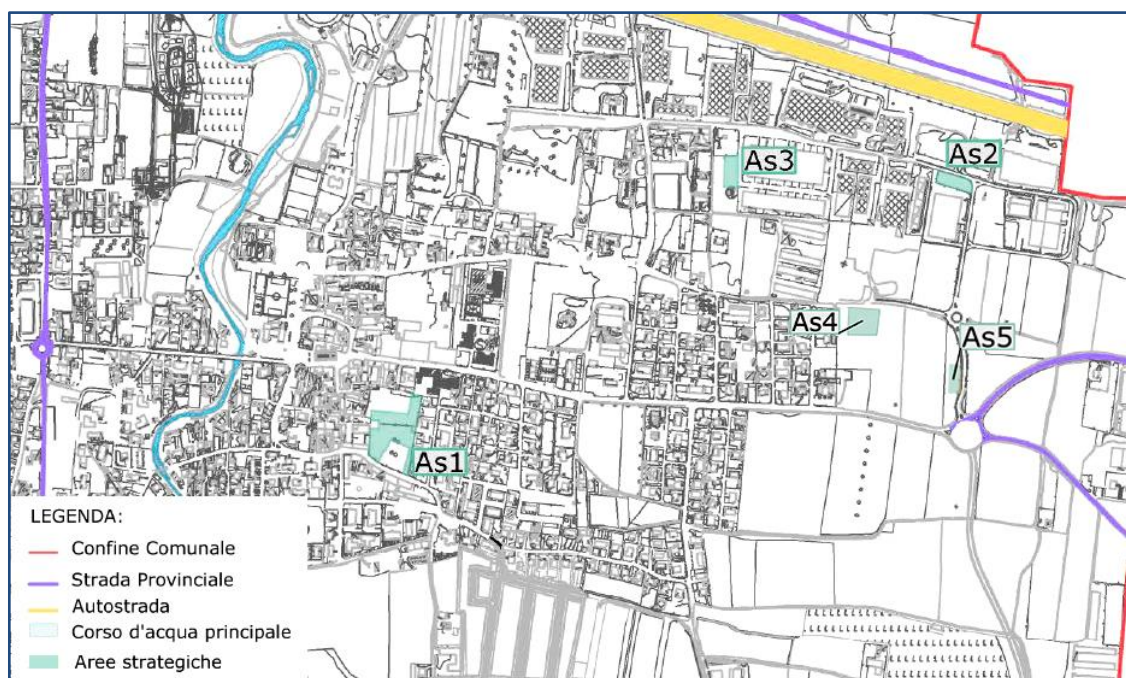 As3
As2
As4
As5
As1
LEGENDA:
Confine Comunale
Strada Provinciale
Autostrada
Corso d'acqua principale
Aree strategiche